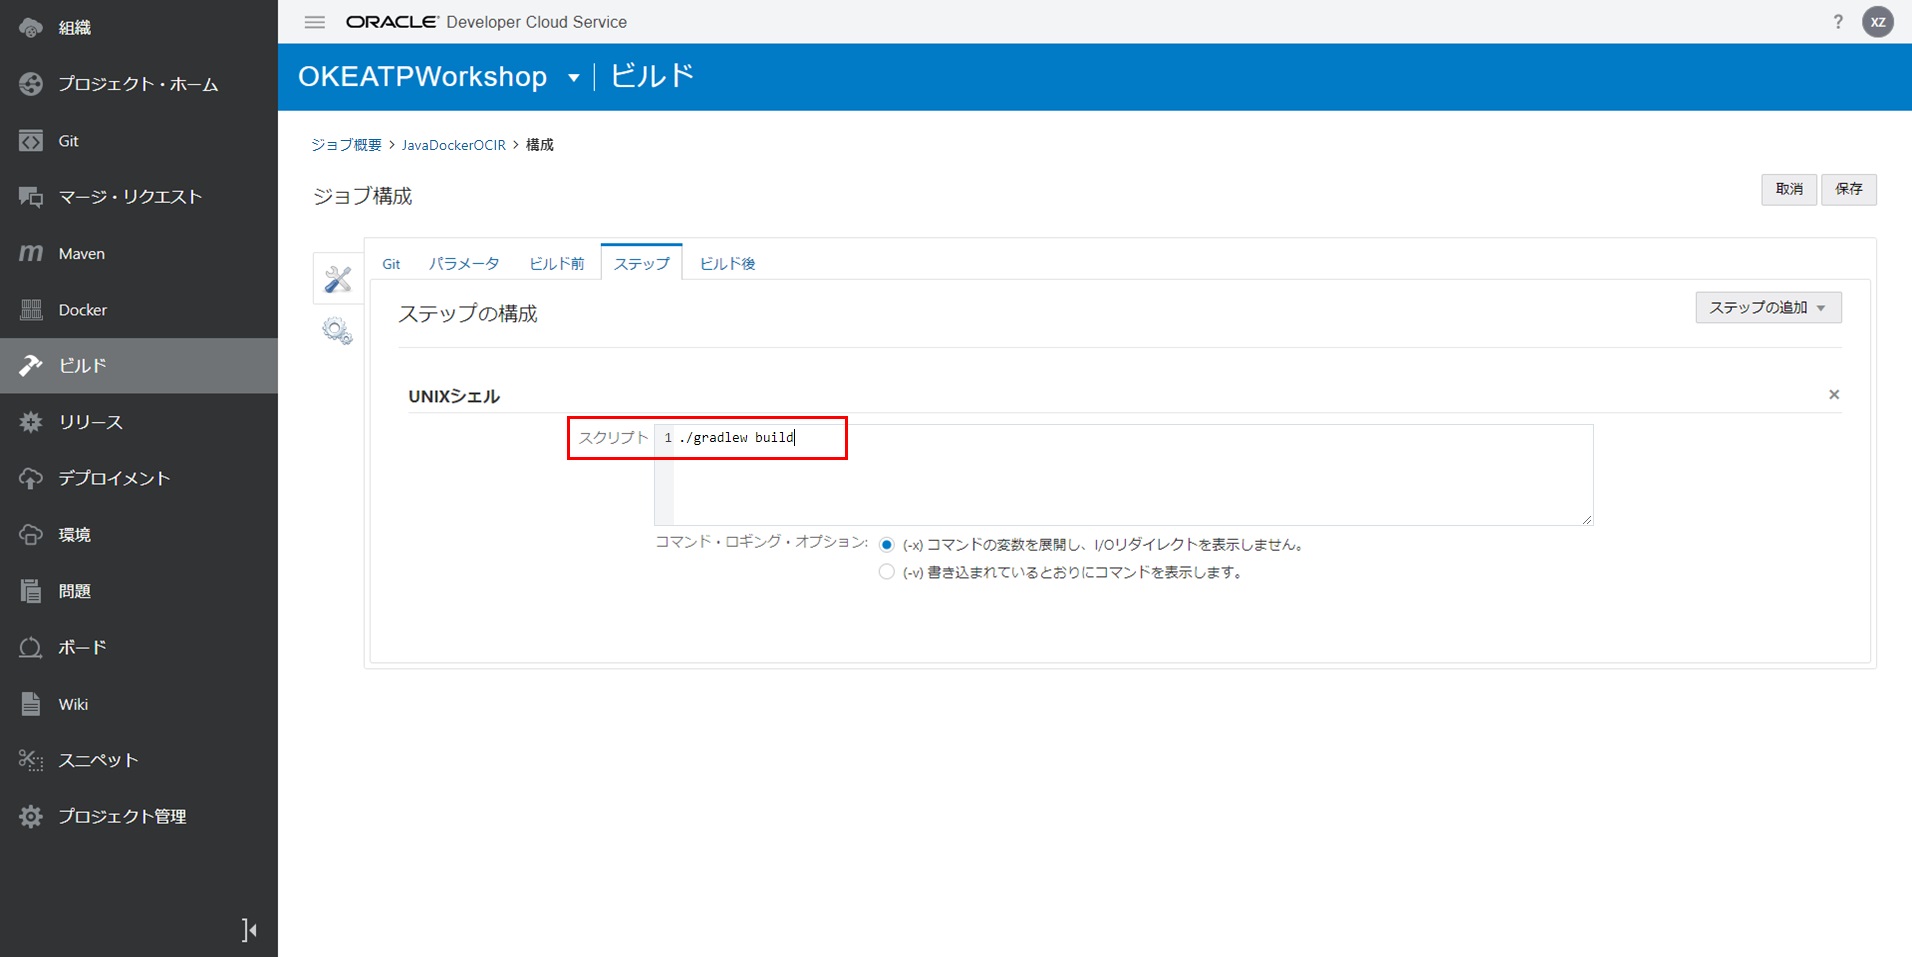 組織
プロジェクト・ホーム
Git
マージ・リクエスト
Maven
Docker
ビルド
リリース
デプロイメント
環境
問題
ボード
Wiki
スニペット
プロジェクト管理
ORACLE Developer Cloud Service
? XZ
OKEATPWorkshop ビルド
ジョブ概要 > JavaDockerOCIR > 構成
ジョブ構成
取消 保存
Git パラメータ ビルド前 ステップ ビルド後
ステップの構成
ステップの追加
UNIXシェル
スクリプト 1 ./gradlew build
コマンド・ロギング・オプション: (-x) コマンドの変数を展開し、I/Oリダイレクトを表示しません。
(-v) 書き込まれているとおりにコマンドを表示します。